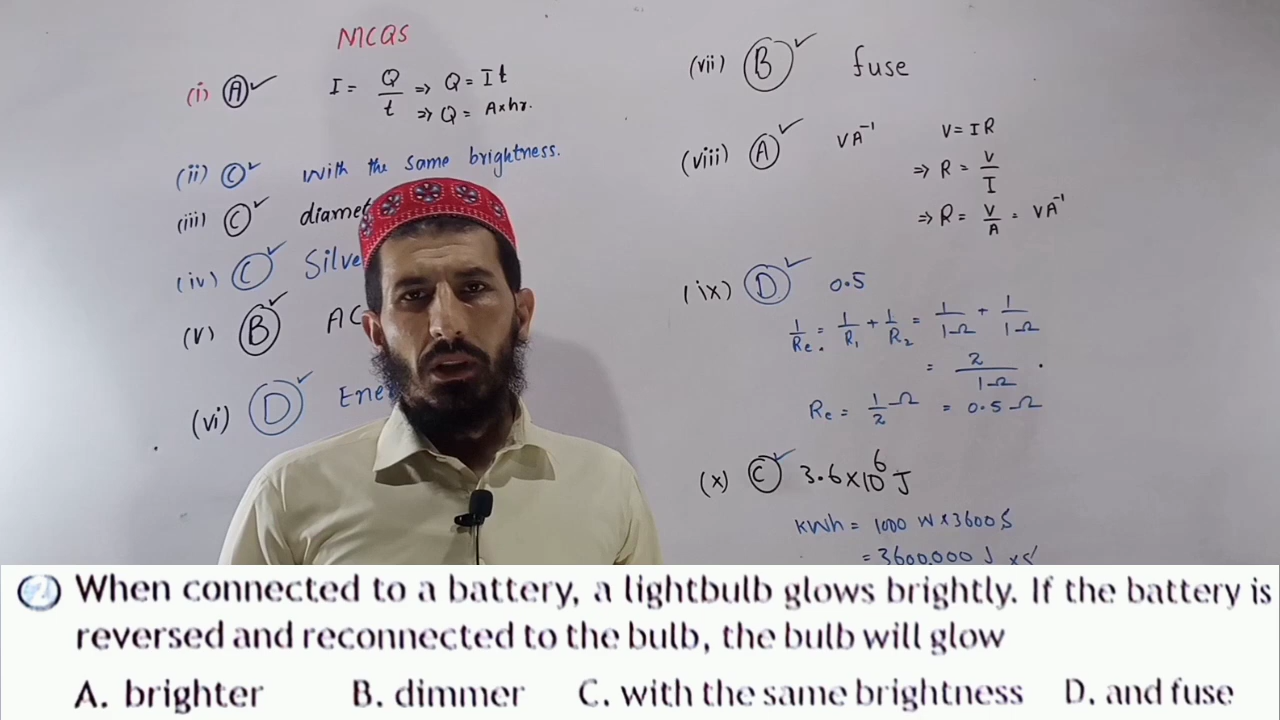 MCQS
(i) A ✓ I = Q/t ⇒ Q = It
⇒ Q = A×hr.
(ii) C ✓ with the same brightness.
(iii) C ✓
(iv) C ✓
(v) B ✓ AC
(vi) D ✓
(vii) B ✓ fuse
(viii) A ✓ VA⁻¹ V = IR
⇒ R = V/I
⇒ R = V/A = VA⁻¹
(ix) D ✓ 0.5
1/Re = 1/R₁ + 1/R₂ = 1/1Ω + 1/1Ω
= 2/1Ω
Re = 1/2 Ω = 0.5 Ω
(x) C ✓ 3.6×10⁶ J
kWh = 1000 W×3600S
= 3600,000 J
When connected to a battery, a lightbulb glows brightly. If the battery is
reversed and reconnected to the bulb, the bulb will glow
A. brighter B. dimmer C. with the same brightness D. and fuse